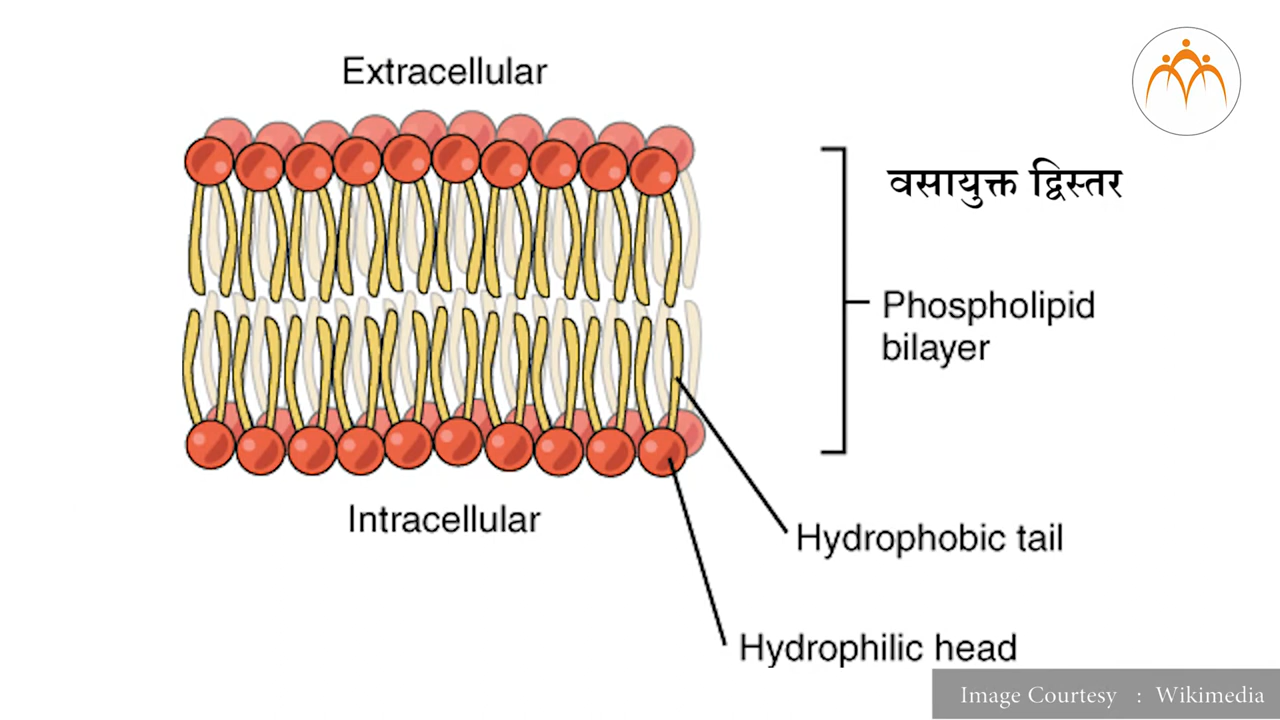 Extracellular
वसायुक्त द्विस्तर
Phospholipid
bilayer
Intracellular
Hydrophobic tail
Hydrophilic head
Image Courtesy : Wikimedia